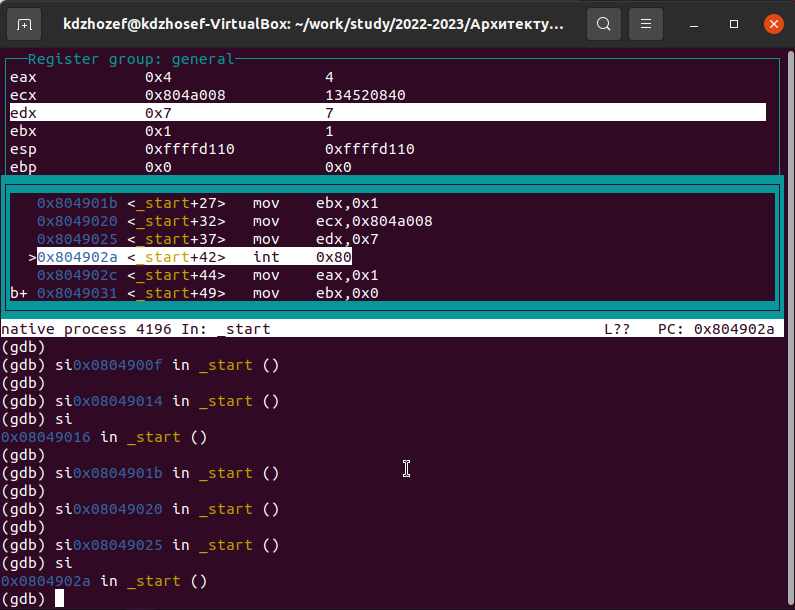 kdzhozef@kdzhosef-VirtualBox: ~/work/study/2022-2023/Архитекту...
Register group: general
eax 0x4 4
ecx 0x804a008 134520840
edx 0x7 7
ebx 0x1 1
esp 0xffffd110 0xffffd110
ebp 0x0 0x0
0x804901b <_start+27> mov ebx,0x1
0x8049020 <_start+32> mov ecx,0x804a008
0x8049025 <_start+37> mov edx,0x7
>0x804902a <_start+42> int 0x80
0x804902c <_start+44> mov eax,0x1
b+ 0x8049031 <_start+49> mov ebx,0x0
native process 4196 In: _start L?? PC: 0x804902a
(gdb)
(gdb) si0x0804900f in _start ()
(gdb)
(gdb) si0x08049014 in _start ()
(gdb) si
0x08049016 in _start ()
(gdb)
(gdb) si0x0804901b in _start ()
(gdb)
(gdb) si0x08049020 in _start ()
(gdb)
(gdb) si0x08049025 in _start ()
(gdb) si
0x0804902a in _start ()
(gdb)